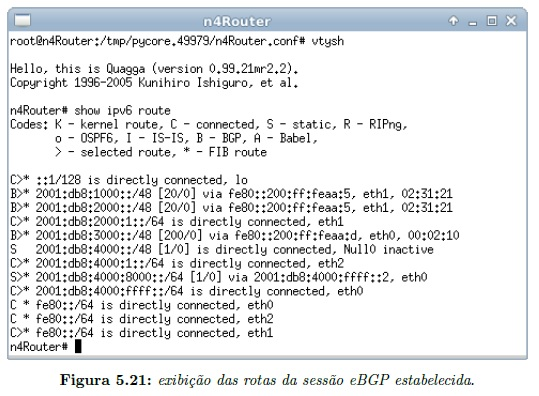 n4Router
root@n4Router:/tmp/pycore.49979/n4Router.conf# vtysh
Hello, this is Quagga (version 0.99.21mr2.2).
Copyright 1996-2005 Kunihiro Ishiguro, et al.
n4Router# show ipv6 route
Codes: K - kernel route, C - connected, S - static, R - RIPng,
o - OSPF6, I - IS-IS, B - BGP, A - Babel,
> - selected route, * - FIB route
C>* ::1/128 is directly connected, lo
B>* 2001:db8:1000::/48 [20/0] via fe80::200:ff:feaa:5, eth1, 02:31:21
B>* 2001:db8:2000::/48 [20/0] via fe80::200:ff:feaa:5, eth1, 02:31:21
C>* 2001:db8:2000:1::/64 is directly connected, eth1
B>* 2001:db8:3000::/48 [200/0] via fe80::200:ff:feaa:d, eth0, 00:02:10
S   2001:db8:4000::/48 [1/0] is directly connected, Null0 inactive
C>* 2001:db8:4000:1::/64 is directly connected, eth2
S>* 2001:db8:4000:8000::/64 [1/0] via 2001:db8:4000:ffff::2, eth0
C>* 2001:db8:4000:ffff::/64 is directly connected, eth0
C * fe80::/64 is directly connected, eth0
C * fe80::/64 is directly connected, eth2
C>* fe80::/64 is directly connected, eth1
n4Router#
Figura 5.21: exibição das rotas da sessão eBGP estabelecida.